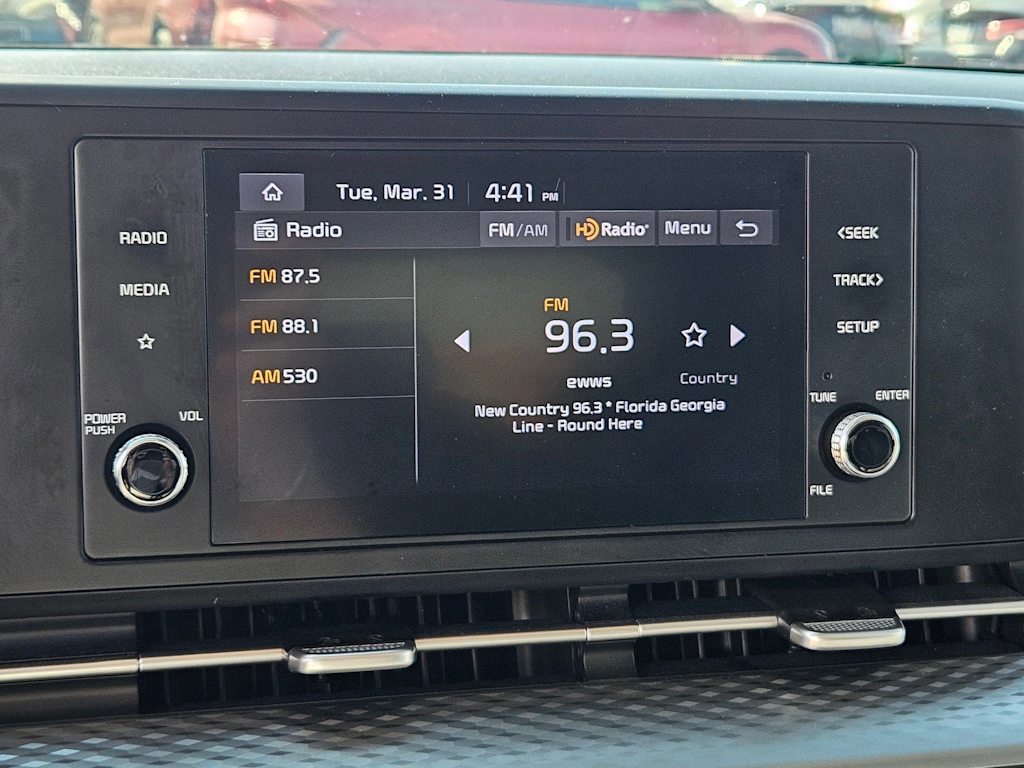 Tue, Mar. 31 4:41 PM
Radio FM/AM HD Radio Menu
RADIO
MEDIA
POWER PUSH
VOL
FM 87.5
FM 88.1
AM 530
FM
96.3
ewws Country
New Country 96.3 * Florida Georgia
Line - Round Here
<SEEK
TRACK>
SETUP
TUNE
ENTER
FILE